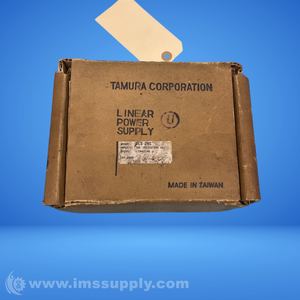 TAMURA CORPORATION
LINEAR
POWER
SUPPLY
MADE IN TAIWAN
© www.imssupply.com